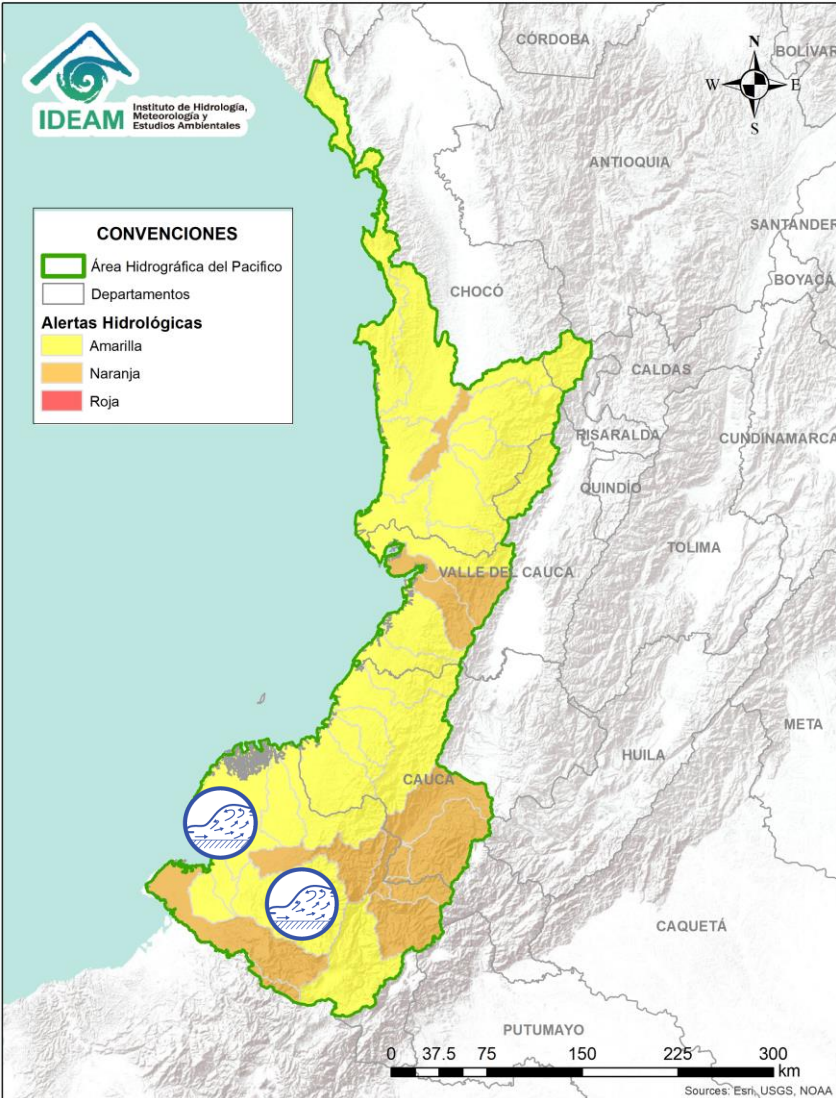 IDEAM
Instituto de Hidrología,
Meteorología y
Estudios Ambientales
CÓRDOBA
BOLÍVAR
N
W
E
S
ANTIOQUIA
SANTANDER
BOYACÁ
CONVENCIONES
Área Hidrográfica del Pacifico
Departamentos
Alertas Hidrológicas
Amarilla
Naranja
Roja
CHOCÓ
CALDAS
RISARALDA
CUNDINAMARCA
QUINDÍO
TOLIMA
VALLE DEL CAUCA
META
HUILA
CAUCA
CAQUETÁ
PUTUMAYO
0 37.5 75 150 225 300
km
Sources: Esri, USGS, NOAA